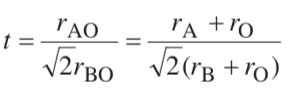 t = r_AO / √2 r_BO = (r_A + r_O) / √2(r_B + r_O)